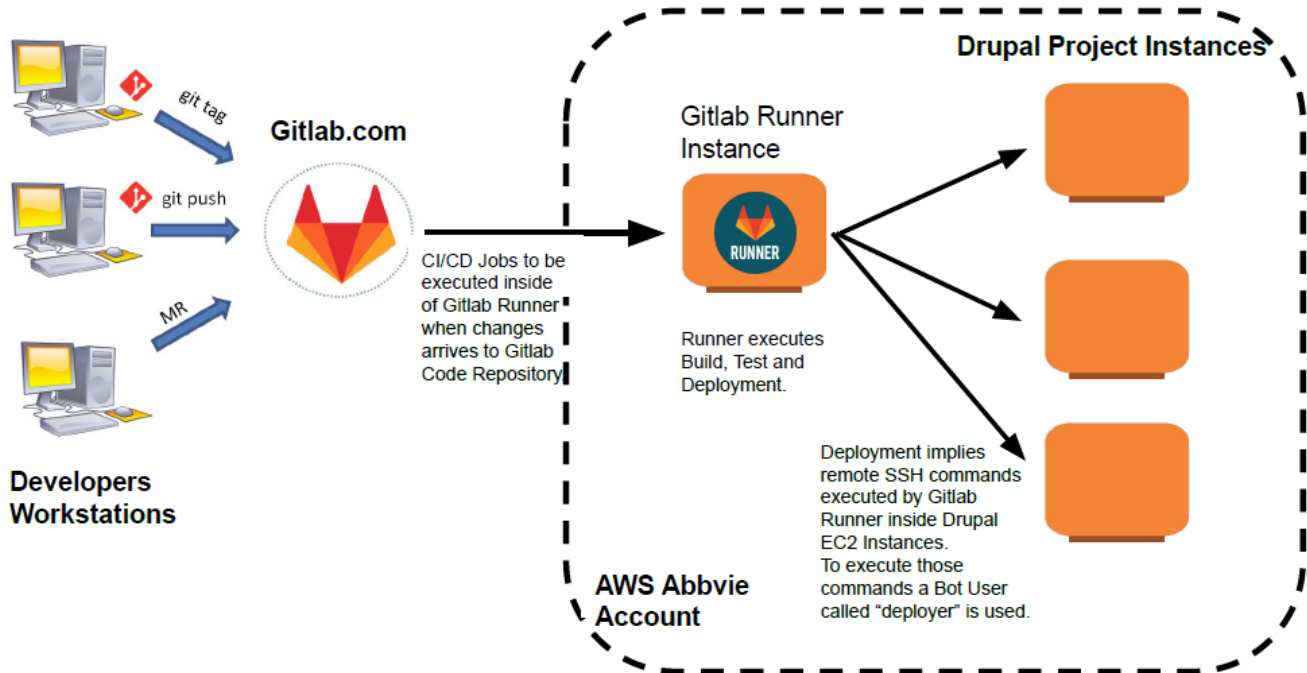 Drupal Project Instances
git tag
Gitlab.com
Gitlab Runner
Instance
git push
RUNNER
CI/CD Jobs to be
executed inside
of Gitlab Runner
when changes
arrives to Gitlab
Code Repository.
MR
Runner executes
Build, Test and
Deployment.
Developers
Workstations
Deployment implies
remote SSH commands
executed by Gitlab
Runner inside Drupal
EC2 Instances.
To execute those
commands a Bot User
called “deployer” is used.
AWS Abbvie
Account